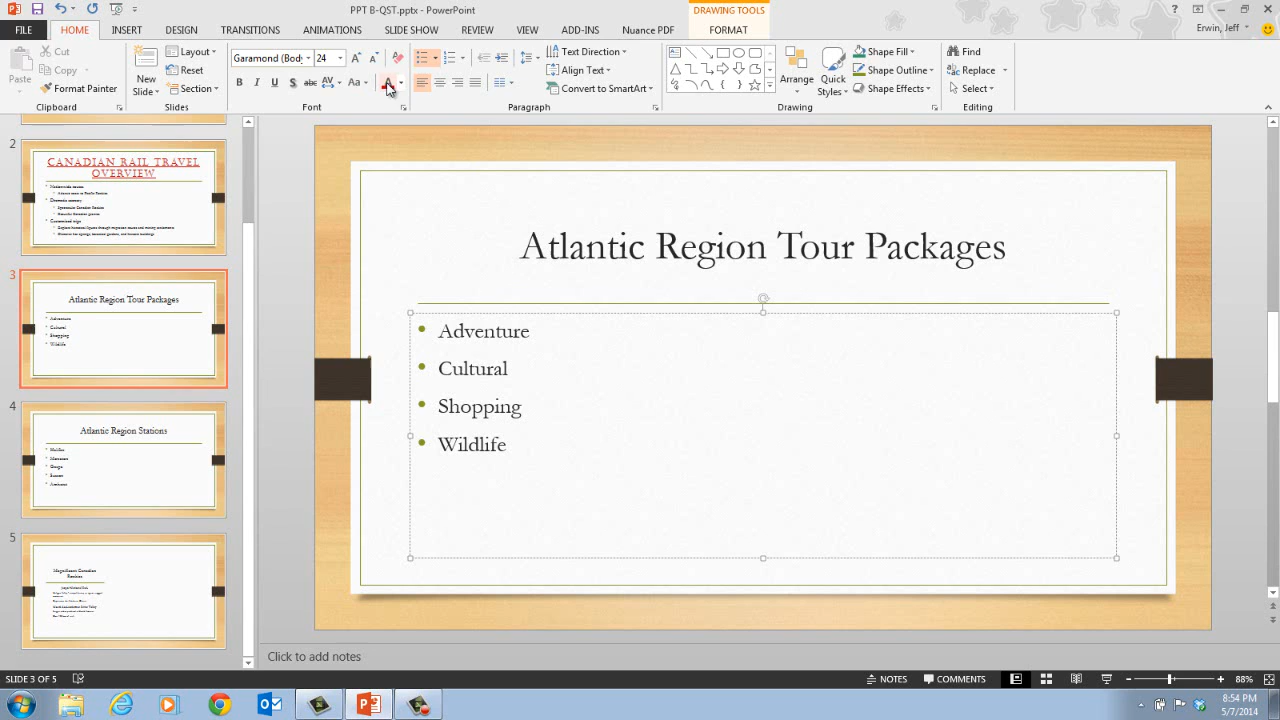 PPT B-QST.pptx - PowerPoint
DRAWING TOOLS
FILE HOME INSERT DESIGN TRANSITIONS ANIMATIONS SLIDE SHOW REVIEW VIEW ADD-INS Nuance PDF FORMAT
Erwin, Jeff
Paste
Cut
Copy
Format Painter
Clipboard
New Slide
Layout
Reset
Section
Slides
Garamond (Body 24
Font
Text Direction
Align Text
Convert to SmartArt
Paragraph
Arrange
Quick Styles
Shape Fill
Shape Outline
Shape Effects
Drawing
Find
Replace
Select
Editing
2
CANADIAN RAIL TRAVEL
OVERVIEW
3
Atlantic Region Tour Packages
Adventure
Cultural
Shopping
Wildlife
4
Atlantic Region Stations
5
Magnificent Canadian
Rockies
Atlantic Region Tour Packages
• Adventure
• Cultural
• Shopping
• Wildlife
Click to add notes
SLIDE 3 OF 5
NOTES COMMENTS 88%
8:54 PM
5/7/2014